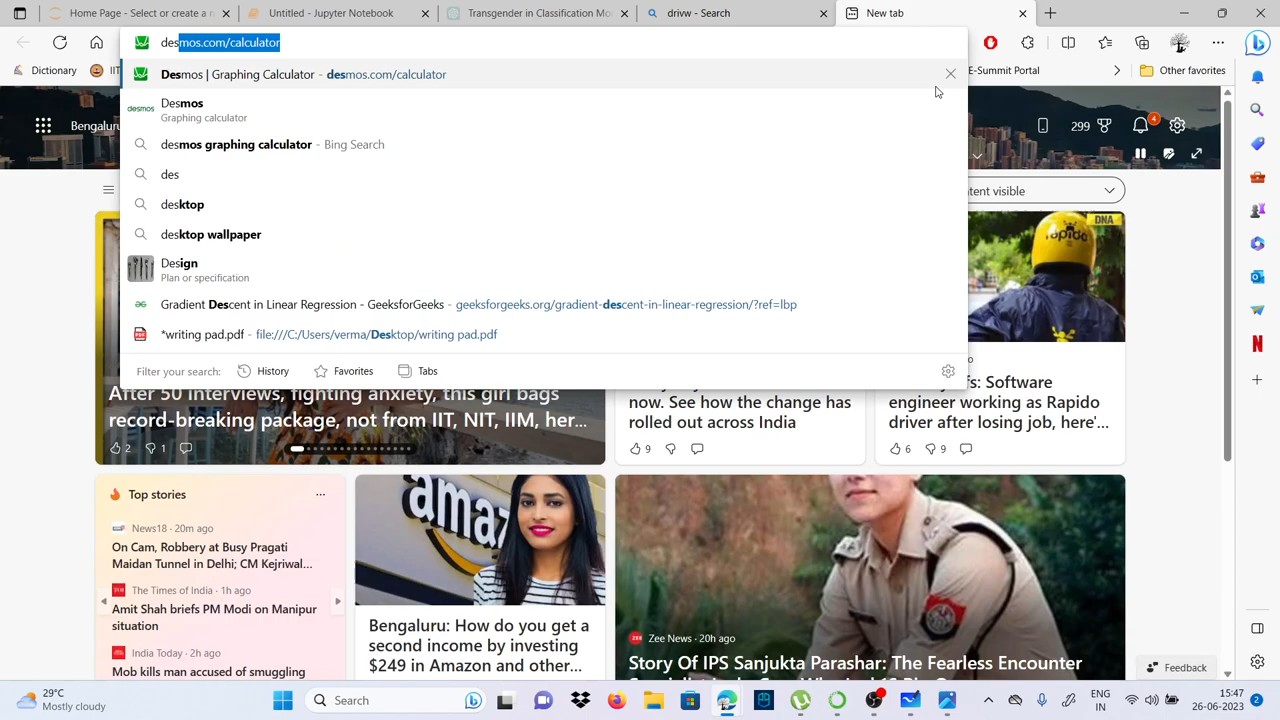 Home Page - Select or create a n
Untitled - Jupyter Notebook
Transgender in Classification Mo
drivw - Search
New tab
desmos.com/calculator
Dictionary
E-Summit Portal
Other favorites
Desmos | Graphing Calculator - desmos.com/calculator
Desmos
Graphing calculator
desmos graphing calculator - Bing Search
des
desktop
desktop wallpaper
Design
Plan or specification
Gradient Descent in Linear Regression - GeeksforGeeks - geeksforgeeks.org/gradient-descent-in-linear-regression/?ref=lbp
*writing pad.pdf - file:///C:/Users/verma/Desktop/writing pad.pdf
Filter your search: History Favorites Tabs
Bengaluru
299
4
tent visible
After 50 interviews, fighting anxiety, this girl bags
record-breaking package, not from IIT, NIT, IIM, her...
2 1
now. See how the change has
rolled out across India
9
DNA
rapido
fs: Software
engineer working as Rapido
driver after losing job, here'...
6 9
Top stories
News18 · 20m ago
On Cam, Robbery at Busy Pragati
Maidan Tunnel in Delhi; CM Kejriwal...
The Times of India · 1h ago
Amit Shah briefs PM Modi on Manipur
situation
India Today · 2h ago
Mob kills man accused of smuggling
amaz
Bengaluru: How do you get a
second income by investing
$249 in Amazon and other...
Zee News · 20h ago
Story Of IPS Sanjukta Parashar: The Fearless Encounter
Feedback
29°C
Mostly cloudy
Search
ENG
IN
15:47
26-06-2023
2